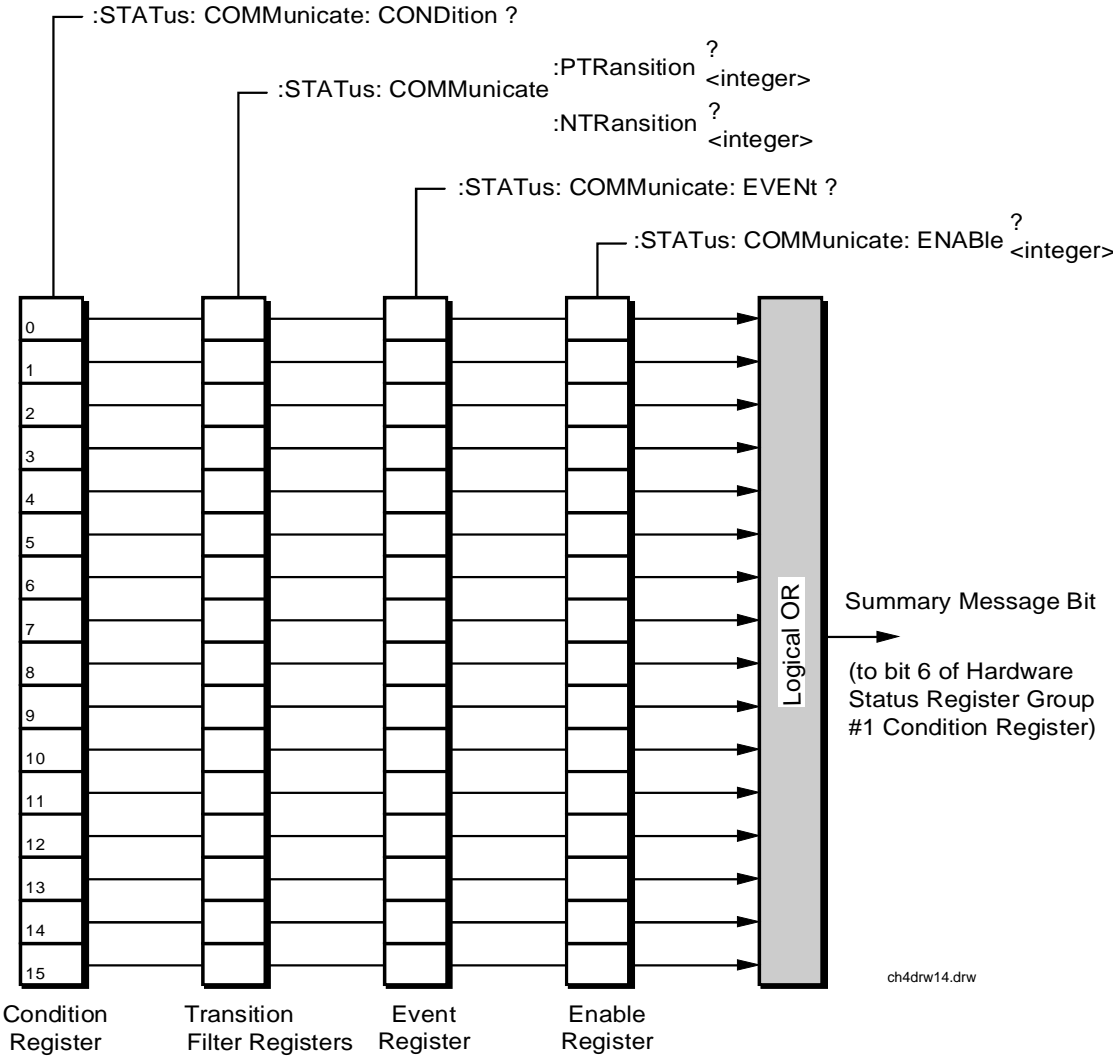 :STATus: COMMunicate: CONDition ?
:STATus: COMMunicate
:PTRansition
?
<integer>
:NTRansition
?
<integer>
:STATus: COMMunicate: EVENt ?
:STATus: COMMunicate: ENABle
?
<integer>
0
1
2
3
4
5
6
7
8
9
10
11
12
13
14
15
Logical OR
Summary Message Bit
(to bit 6 of Hardware
Status Register Group
#1 Condition Register)
ch4drw14.drw
Condition
Register
Transition
Filter Registers
Event
Register
Enable
Register